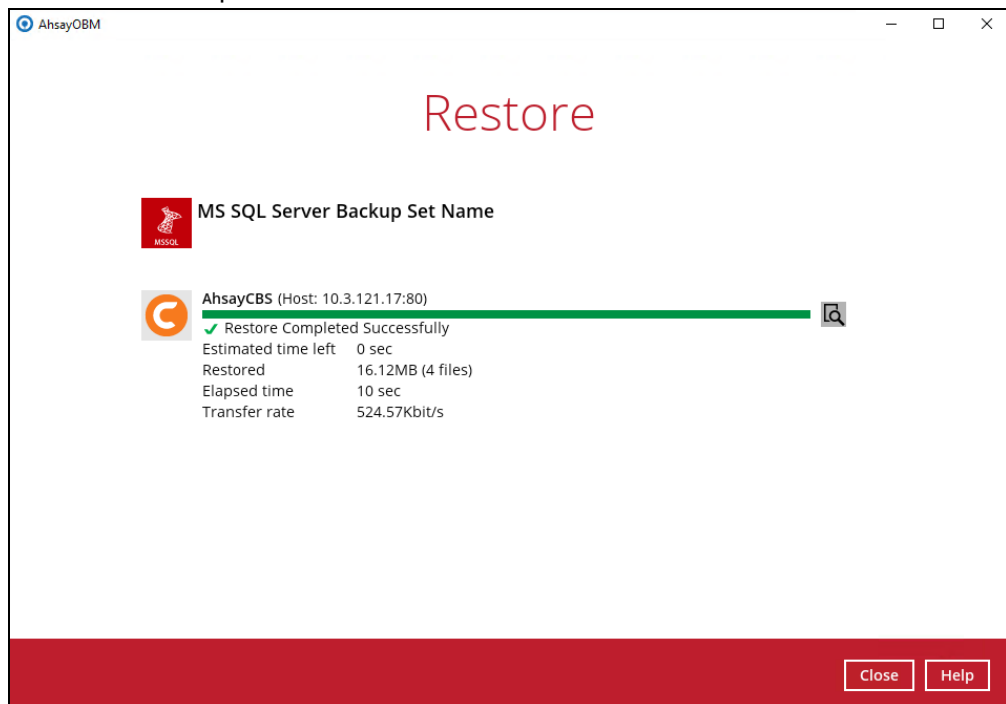 AhsayOBM
Restore
MS SQL Server Backup Set Name
MSSQL
AhsayCBS (Host: 10.3.121.17:80)
Restore Completed Successfully
Estimated time left 0 sec
Restored 16.12MB (4 files)
Elapsed time 10 sec
Transfer rate 524.57Kbit/s
Close Help